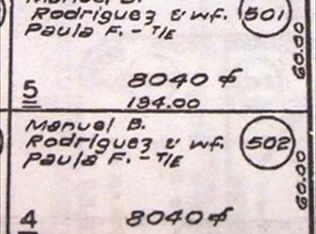 Manuel B.
Rodriguez & wf. 501
Paula F. - T/E
60.00
5 8040 ¢
134.00
Manuel B.
Rodriguez & wf. 502
Paula F. - T/E
60.00
4 8040 ¢